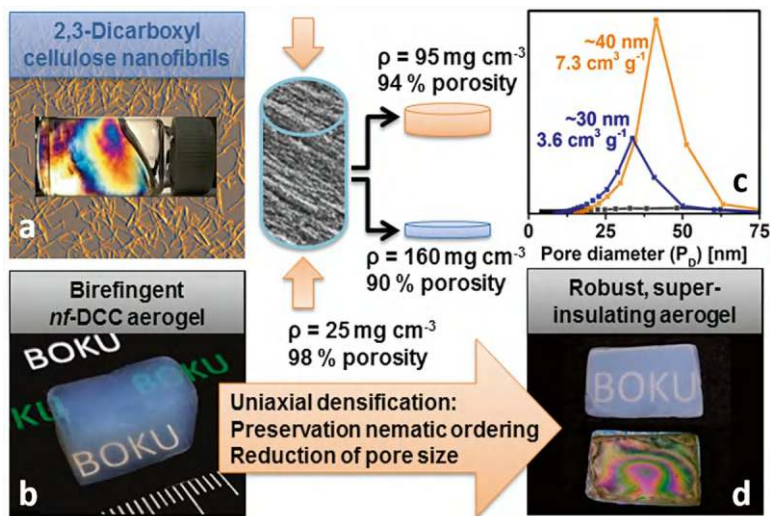 2,3-Dicarboxyl
cellulose nanofibrils
a
ρ = 95 mg cm-3
94 % porosity
ρ = 160 mg cm-3
90 % porosity
ρ = 25 mg cm-3
98 % porosity
~40 nm
7.3 cm3 g-1
~30 nm
3.6 cm3 g-1
c
0 25 50 75
Pore diameter (PD) [nm]
Birefingent
nf-DCC aerogel
BOKU
BOKU
KU
BOKU
b
Uniaxial densification:
Preservation nematic ordering
Reduction of pore size
Robust, super-
insulating aerogel
BOKU
d